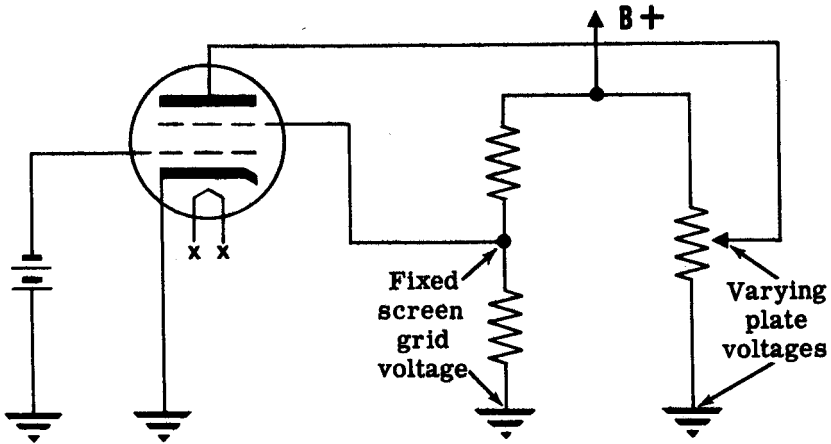 B+
x x
Fixed
screen
grid
voltage
Varying
plate
voltages